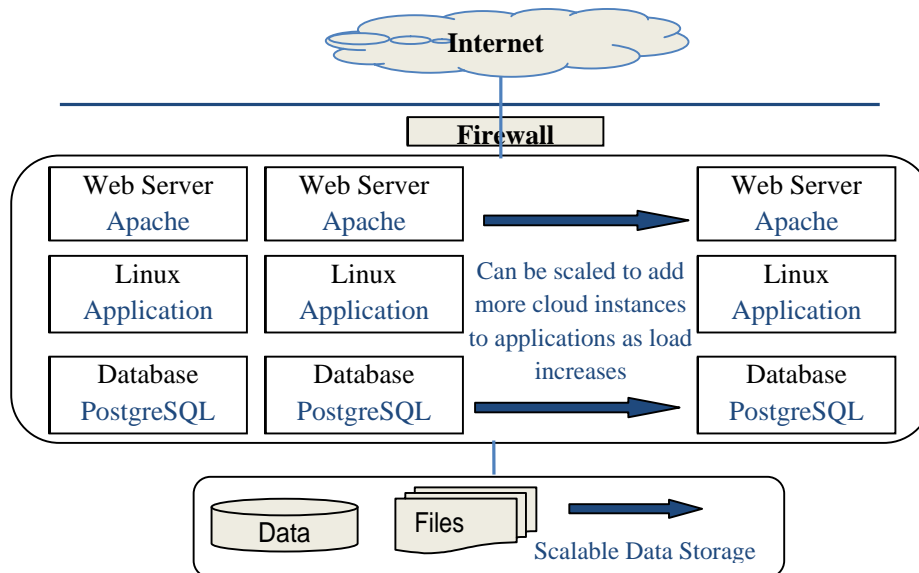 Internet
Firewall
Web Server
Apache
Web Server
Apache
Web Server
Apache
Linux
Application
Linux
Application
Can be scaled to add
more cloud instances
to applications as load
increases
Linux
Application
Database
PostgreSQL
Database
PostgreSQL
Database
PostgreSQL
Data
Files
Scalable Data Storage